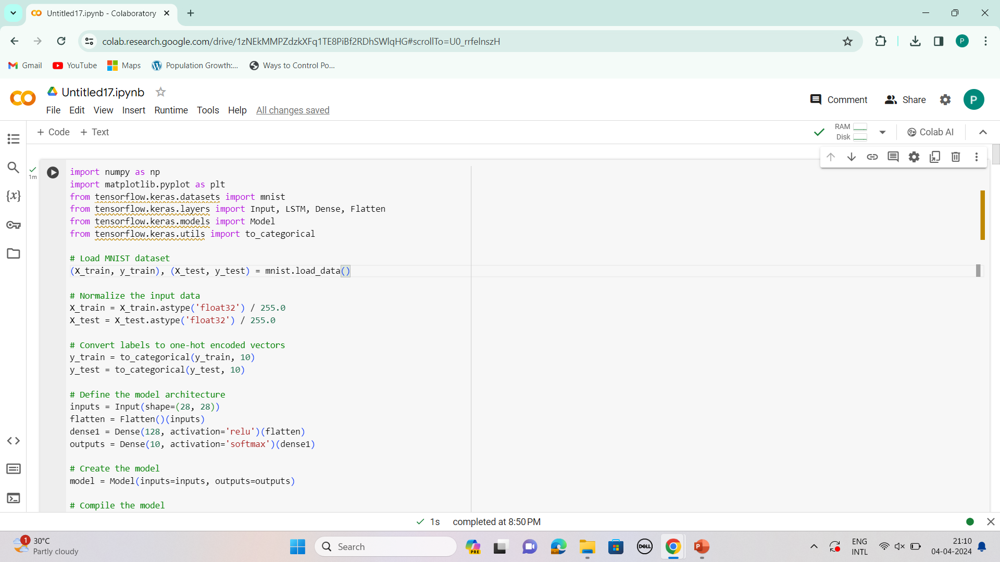 Untitled17.ipynb - Colaboratory
colab.research.google.com/drive/1zNEkMMPZdzkXFq1TE8PiBf2RDhSWlqHG#scrollTo=U0_rrfelnszH
P
Gmail
YouTube
Maps
Population Growth:...
Ways to Control Po...
Untitled17.ipynb
File Edit View Insert Runtime Tools Help All changes saved
Comment
Share
P
+ Code + Text
RAM
Disk
Colab AI
1m
import numpy as np
import matplotlib.pyplot as plt
from tensorflow.keras.datasets import mnist
from tensorflow.keras.layers import Input, LSTM, Dense, Flatten
from tensorflow.keras.models import Model
from tensorflow.keras.utils import to_categorical
# Load MNIST dataset
(X_train, y_train), (X_test, y_test) = mnist.load_data()
# Normalize the input data
X_train = X_train.astype('float32') / 255.0
X_test = X_test.astype('float32') / 255.0
# Convert labels to one-hot encoded vectors
y_train = to_categorical(y_train, 10)
y_test = to_categorical(y_test, 10)
# Define the model architecture
inputs = Input(shape=(28, 28))
flatten = Flatten()(inputs)
dense1 = Dense(128, activation='relu')(flatten)
outputs = Dense(10, activation='softmax')(dense1)
# Create the model
model = Model(inputs=inputs, outputs=outputs)
# Compile the model
1s completed at 8:50 PM
1
30°C
Partly cloudy
Search
PRE
DELL
P
ENG
INTL
21:10
04-04-2024